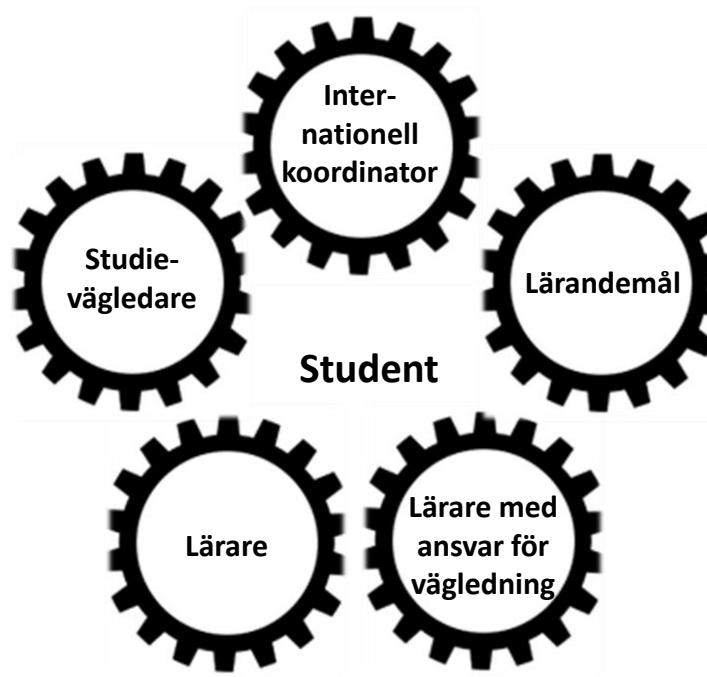 Inter-
nationell
koordinator
Studie-
vägledare
Lärandemål
Student
Lärare
Lärare med
ansvar för
vägledning